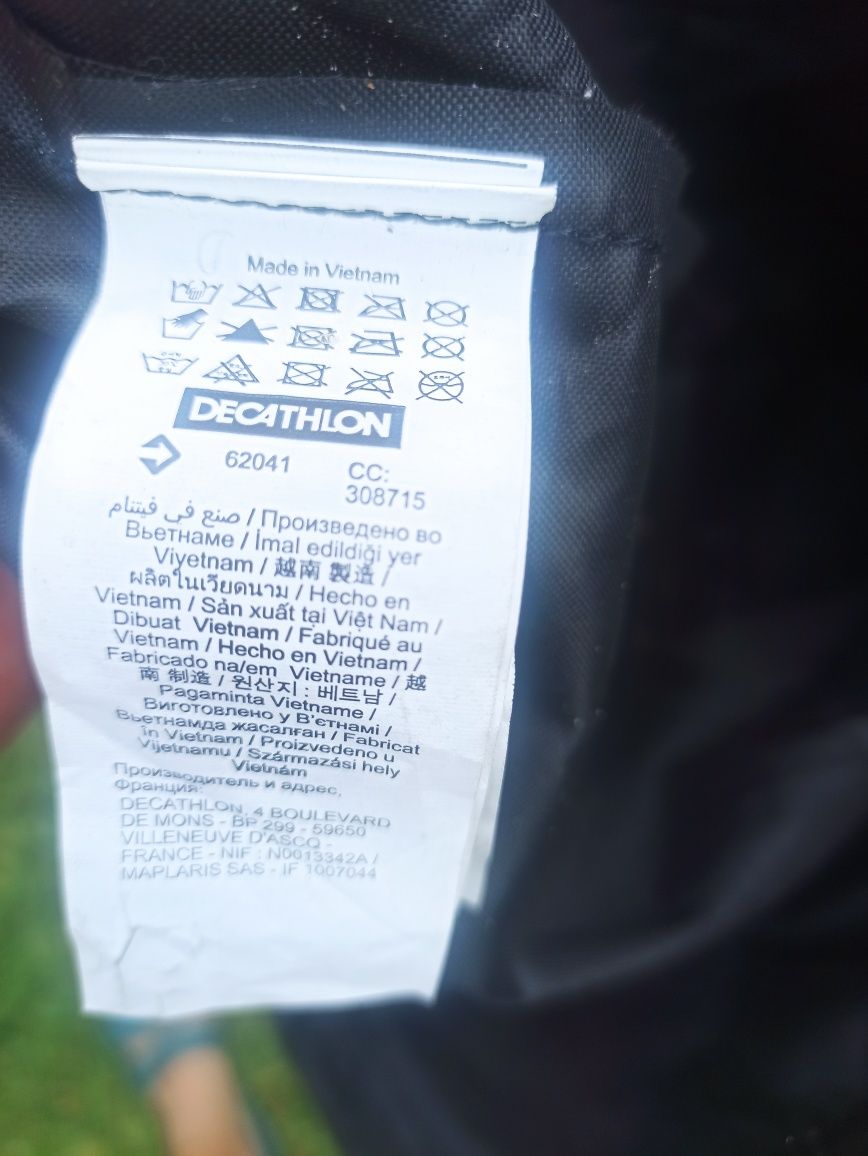 Made in Vietnam
DECATHLON
62041
CC:
308715
صنع في فيتنام / Произведено во
Вьетнаме / İmal edildiği yer
Viyetnam / 越南 製造 /
ผลิตในเวียดนาม / Hecho en
Vietnam / Sản xuất tại Việt Nam /
Dibuat Vietnam / Fabriqué au
Vietnam / Hecho en Vietnam /
Fabricado na/em Vietname / 越
南 制造 / 원산지 : 베트남 /
Pagaminta Vietname /
Виготовлено у В'єтнамі /
Вьетнамда жасалған / Fabricat
în Vietnam / Proizvedeno u
Vijetnamu / Származási hely
Vietnám
Производитель и адрес,
Франция:
DECATHLON, 4 BOULEVARD
DE MONS - BP 299 - 59650
VILLENEUVE D'ASCQ -
FRANCE - NIF : N0013342A /
MAPLARIS SAS - IF 1007044